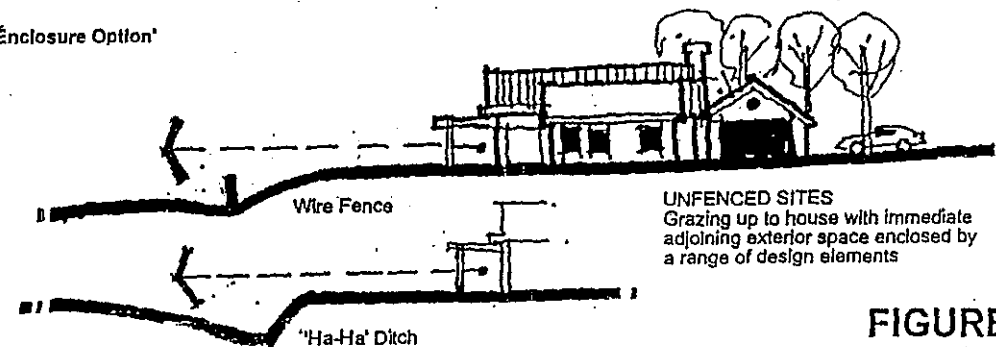 Enclosure Option'
Wire Fence
UNFENCED SITES
Grazing up to house with immediate
adjoining exterior space enclosed by
a range of design elements
"Ha-Ha' Ditch
FIGURE